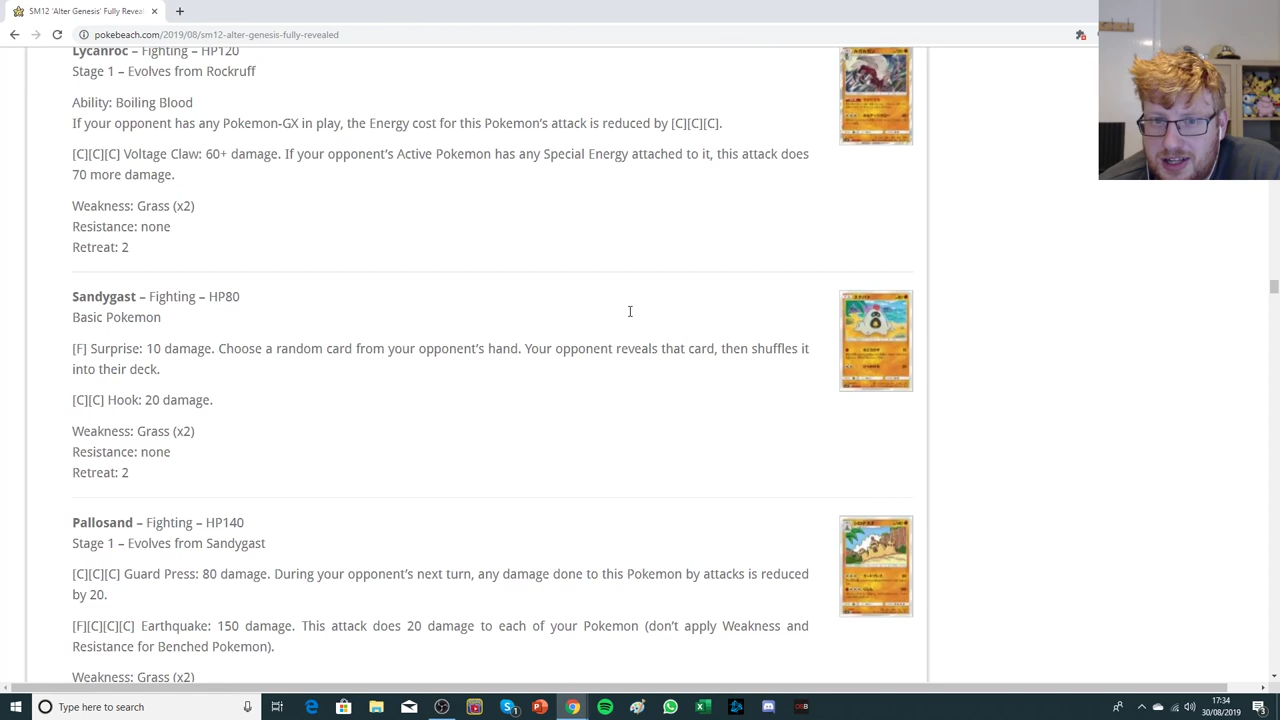 SM12 'Alter Genesis' Fully Reveal
pokebeach.com/2019/08/sm12-alter-genesis-fully-revealed
Lycanroc – Fighting – HP120
Stage 1 – Evolves from Rockruff
Ability: Boiling Blood
If your opponent has any Pokemon-GX in play, the Energy cost for this Pokemon's attack is reduced by [C][C][C].
[C][C][C] Voltage Claw: 60+ damage. If your opponent's Active Pokemon has any Special Energy attached to it, this attack does
70 more damage.
Weakness: Grass (x2)
Resistance: none
Retreat: 2
Sandygast – Fighting – HP80
Basic Pokemon
[F] Surprise: 10 damage. Choose a random card from your opponent's hand. Your opponent reveals that card, then shuffles it
into their deck.
[C][C] Hook: 20 damage.
Weakness: Grass (x2)
Resistance: none
Retreat: 2
Pallosand – Fighting – HP140
Stage 1 – Evolves from Sandygast
[C][C][C] Guard Press: 80 damage. During your opponent's next turn, any damage done to this Pokemon by attacks is reduced
by 20.
[F][C][C][C] Earthquake: 150 damage. This attack does 20 damage to each of your Pokemon (don't apply Weakness and
Resistance for Benched Pokemon).
Weakness: Grass (x2)
Type here to search
17:34
30/08/2019